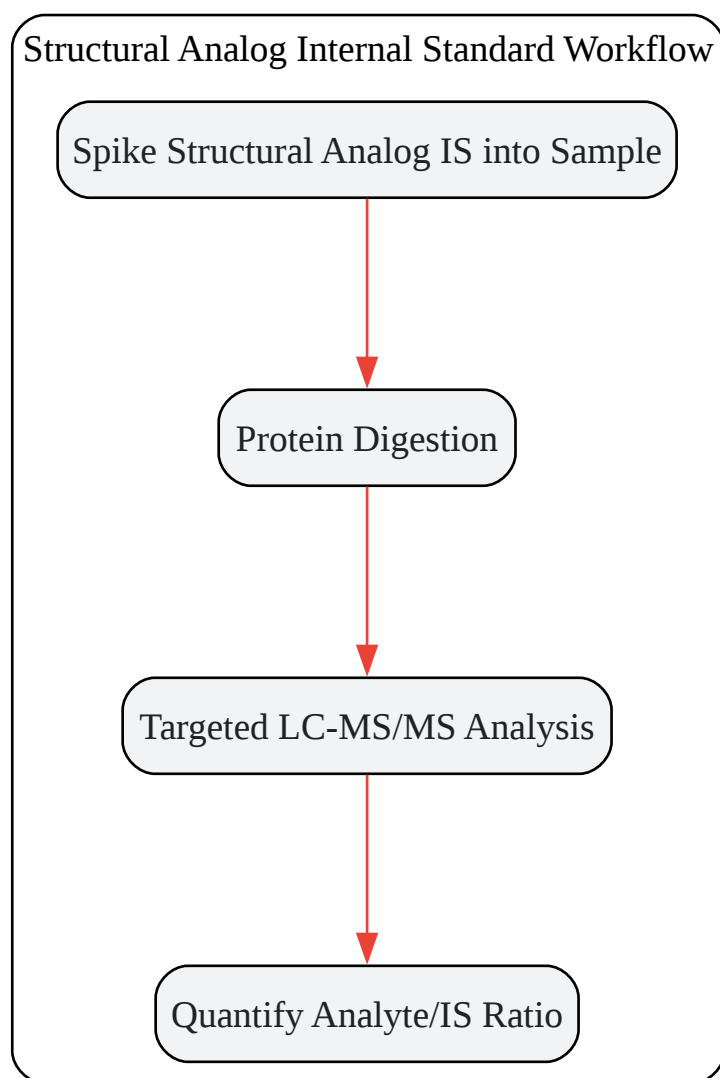 Structural Analog Internal Standard Workflow
Spike Structural Analog IS into Sample
Protein Digestion
Targeted LC-MS/MS Analysis
Quantify Analyte/IS Ratio